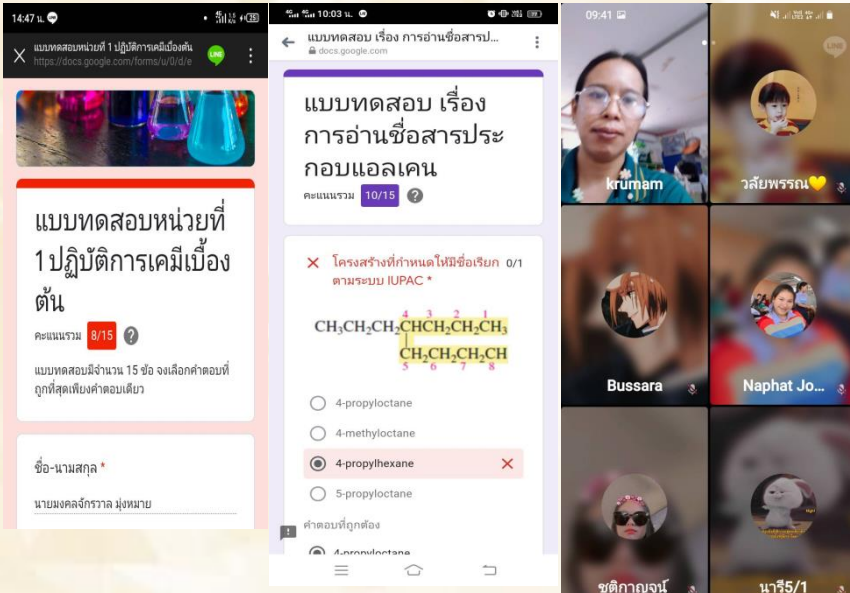 14:47 น.
แบบทดสอบหน่วยที่ 1 ปฏิบัติการเคมีเบื้องต้น
https://docs.google.com/forms/u/0/d/e
LINE
แบบทดสอบหน่วยที่
1 ปฏิบัติการเคมีเบื้อง
ต้น
คะแนนรวม 8/15
แบบทดสอบมีจำนวน 15 ข้อ จงเลือกคำตอบที่
ถูกที่สุดเพียงคำตอบเดียว
ชื่อ-นามสกุล *
นายมงคลจักรวาล มุ่งหมาย
10:03 น.
แบบทดสอบ เรื่อง การอ่านชื่อสารป...
docs.google.com
แบบทดสอบ เรื่อง
การอ่านชื่อสารประ
กอบแอลเคน
คะแนนรวม 10/15
โครงสร้างที่กำหนดให้มีชื่อเรียก 0/1
ตามระบบ IUPAC *
4 3 2 1
CH₃CH₂CH₂CHCH₂CH₂CH₃
CH₂CH₂CH₂CH
5 6 7 8
4-propyloctane
4-methyloctane
4-propylhexane
5-propyloctane
คำตอบที่ถูกต้อง
4-propyloctane
09:41
LINE
krumam
วลัยพรรณ💛
Bussara
Naphat Jo...
ชติกาญจน์
นารี5/1